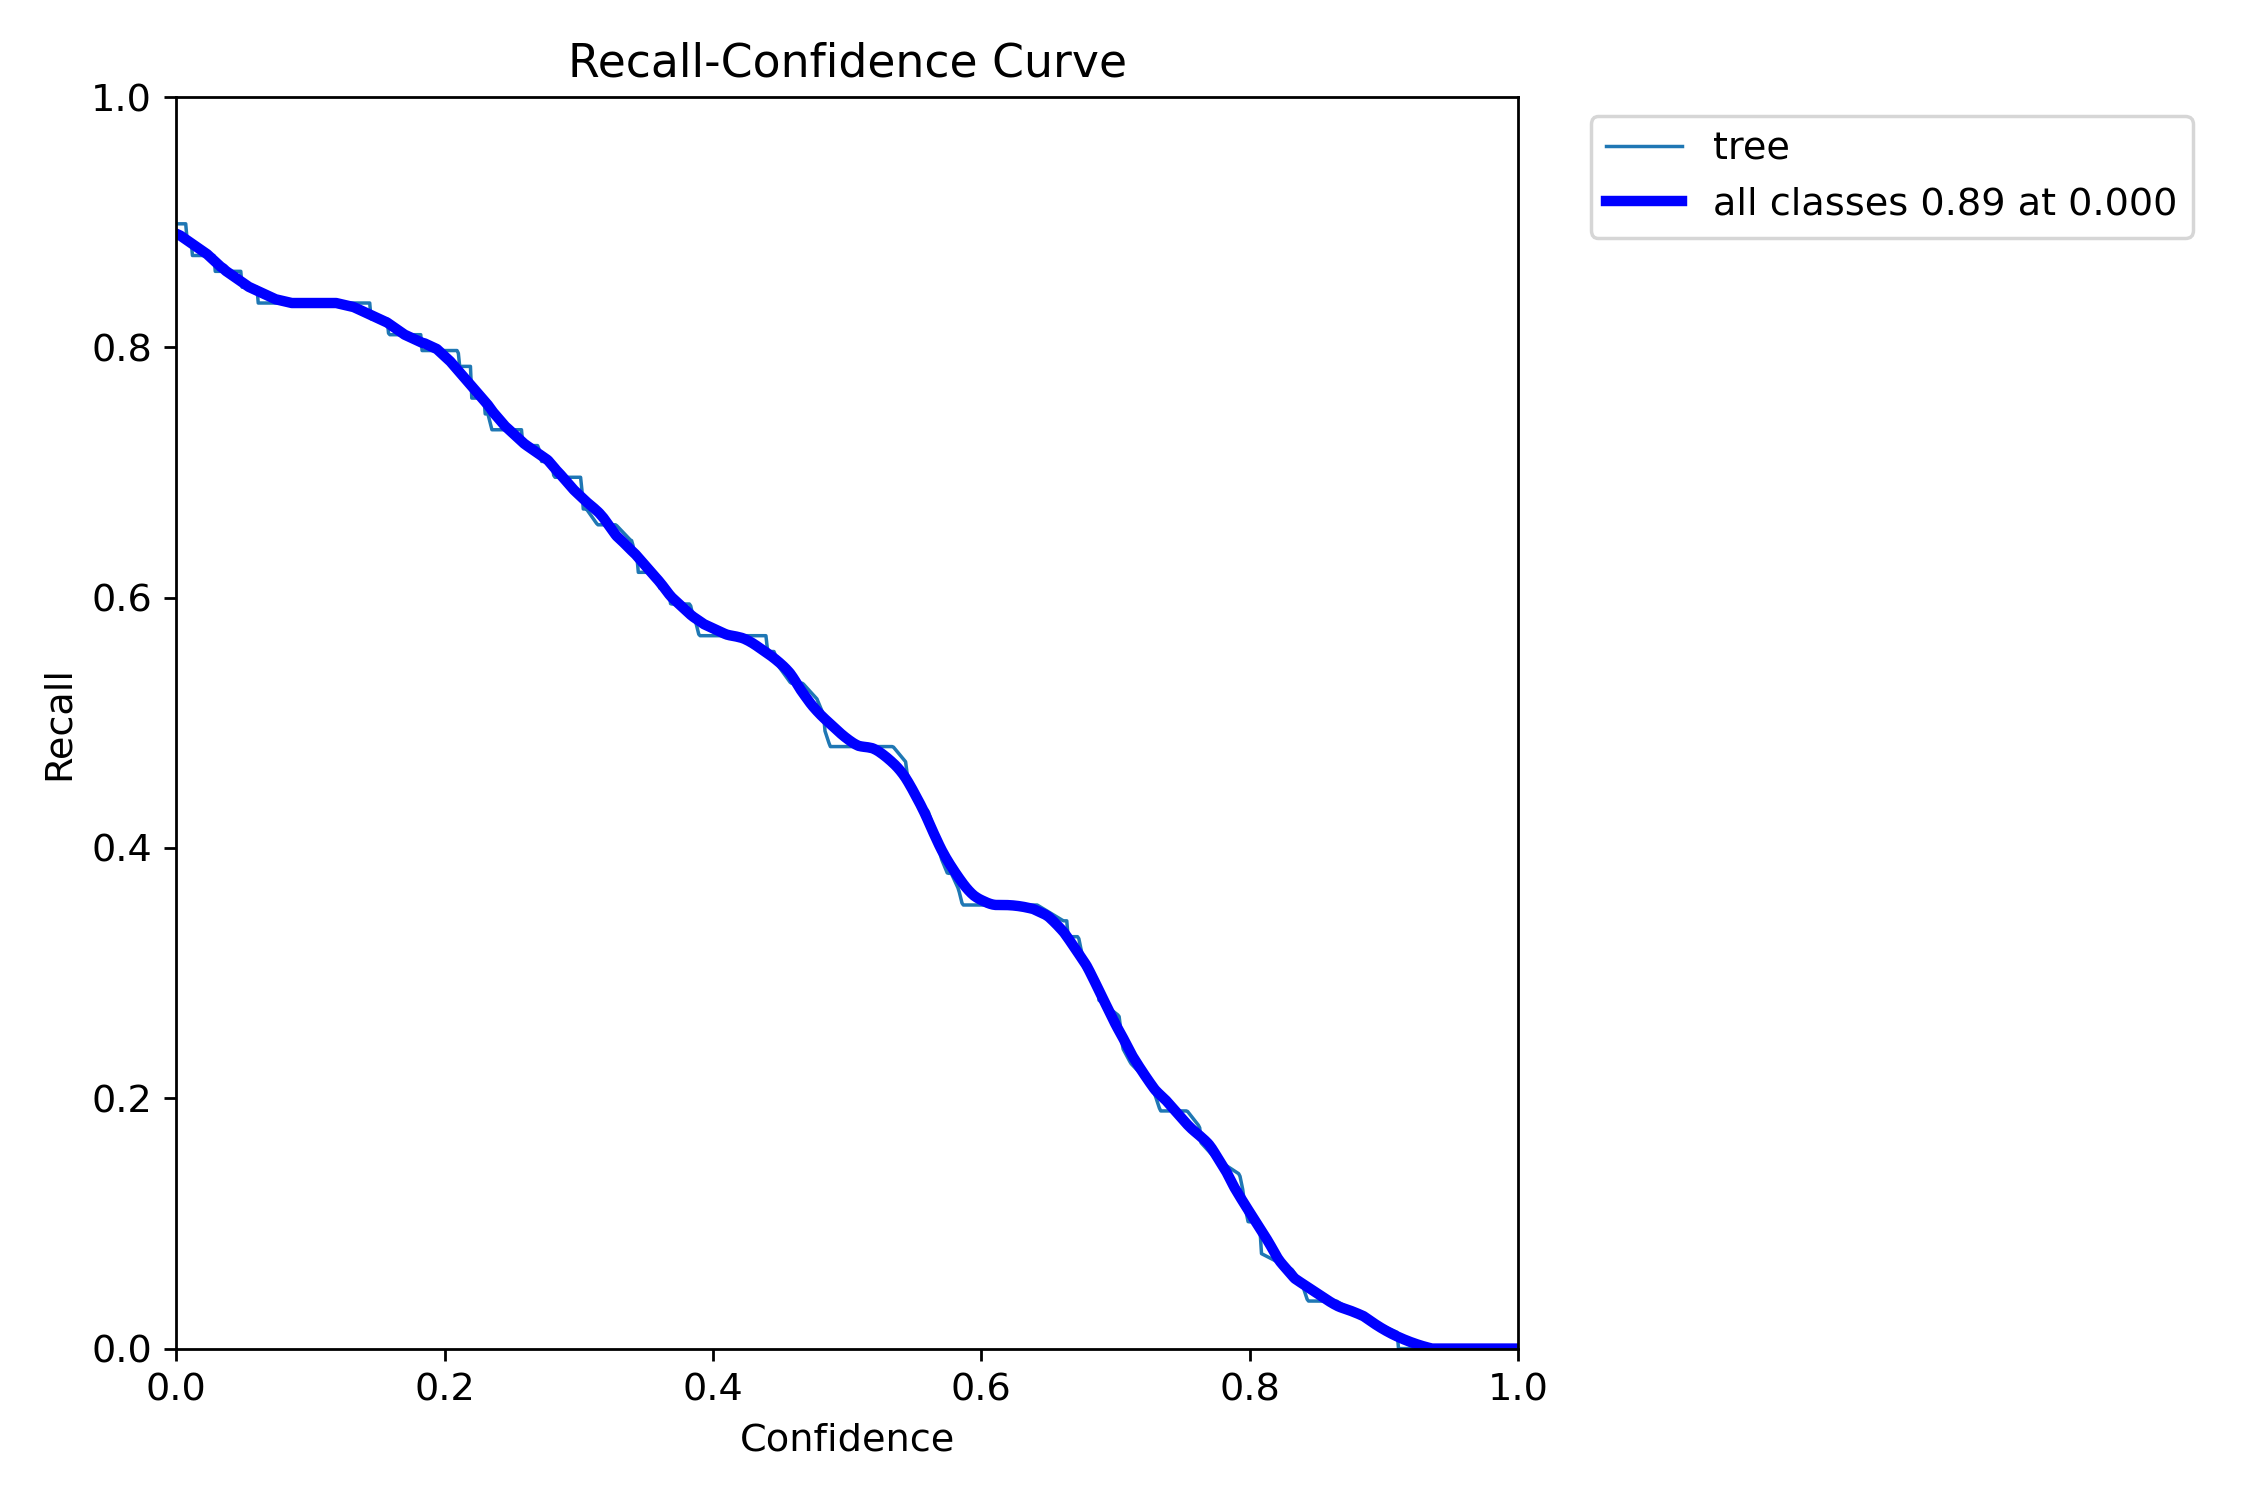 Recall-Confidence Curve
1.0
0.8
0.6
0.4
0.2
0.0
Recall
0.0 0.2 0.4 0.6 0.8 1.0
Confidence
tree
all classes 0.89 at 0.000